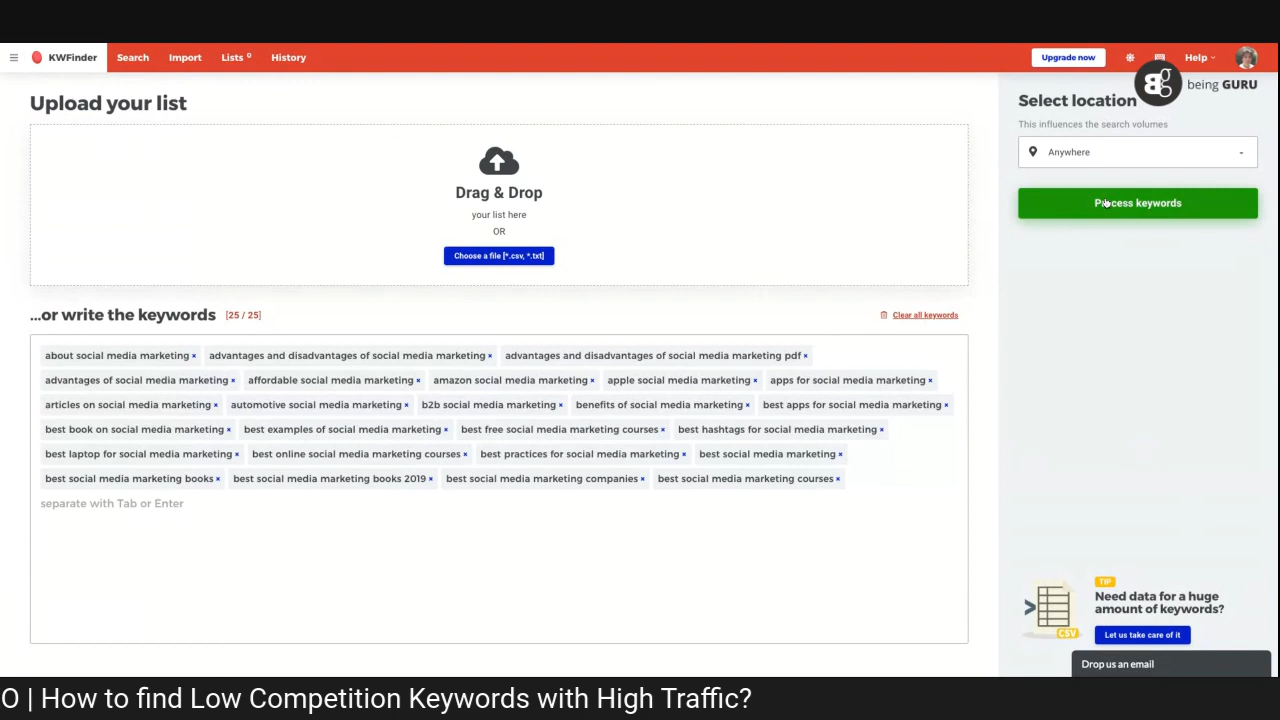 KWFinder Search Import Lists 0 History Upgrade now Help
being GURU
Upload your list
Drag & Drop
your list here
OR
Choose a file [*.csv, *.txt]
...or write the keywords [25 / 25] Clear all keywords
about social media marketing × advantages and disadvantages of social media marketing × advantages and disadvantages of social media marketing pdf ×
advantages of social media marketing × affordable social media marketing × amazon social media marketing × apple social media marketing × apps for social media marketing ×
articles on social media marketing × automotive social media marketing × b2b social media marketing × benefits of social media marketing × best apps for social media marketing ×
best book on social media marketing × best examples of social media marketing × best free social media marketing courses × best hashtags for social media marketing ×
best laptop for social media marketing × best online social media marketing courses × best practices for social media marketing × best social media marketing ×
best social media marketing books × best social media marketing books 2019 × best social media marketing companies × best social media marketing courses ×
separate with Tab or Enter
Select location
This influences the search volumes
Anywhere
Process keywords
TIP
Need data for a huge
amount of keywords?
CSV
Let us take care of it
Drop us an email
O | How to find Low Competition Keywords with High Traffic?